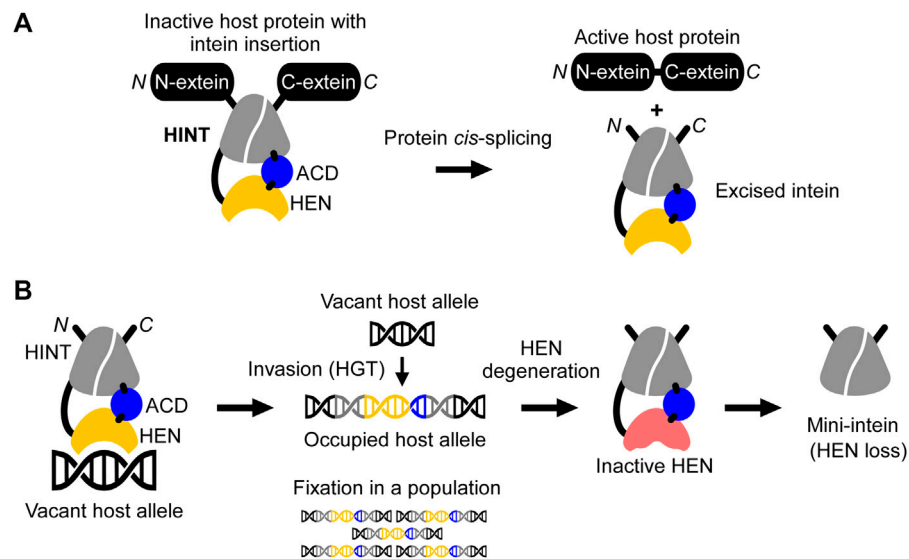 A
Inactive host protein with
intein insertion
N N-extein C-extein C
HINT
ACD
HEN
Protein cis-splicing
Active host protein
N N-extein C-extein C
+
N C
Excised intein
B
N C
HINT
ACD
HEN
Vacant host allele
Vacant host allele
Invasion (HGT)
Occupied host allele
Fixation in a population
HEN
degeneration
Inactive HEN
Mini-intein
(HEN loss)